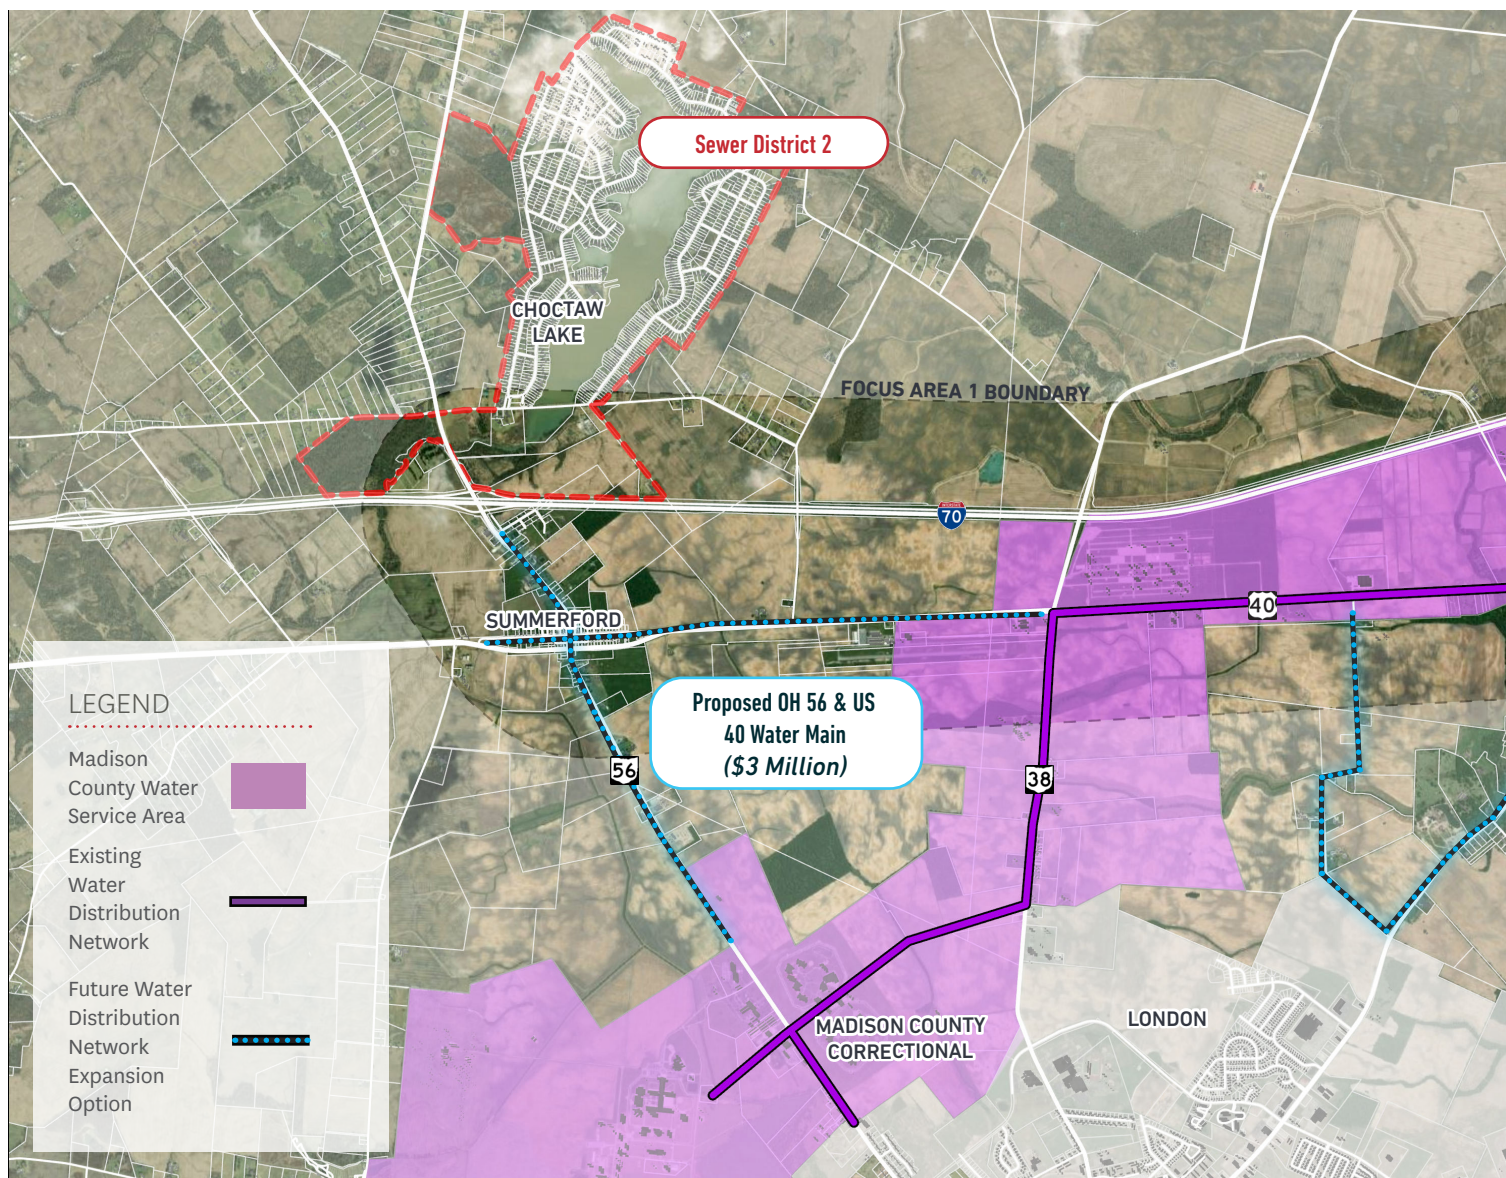 Sewer District 2
CHOCTAW
LAKE
FOCUS AREA 1 BOUNDARY
70
40
SUMMERFORD
Proposed OH 56 & US
40 Water Main
($3 Million)
56
38
LEGEND
Madison
County Water
Service Area
Existing
Water
Distribution
Network
Future Water
Distribution
Network
Expansion
Option
MADISON COUNTY
CORRECTIONAL
LONDON